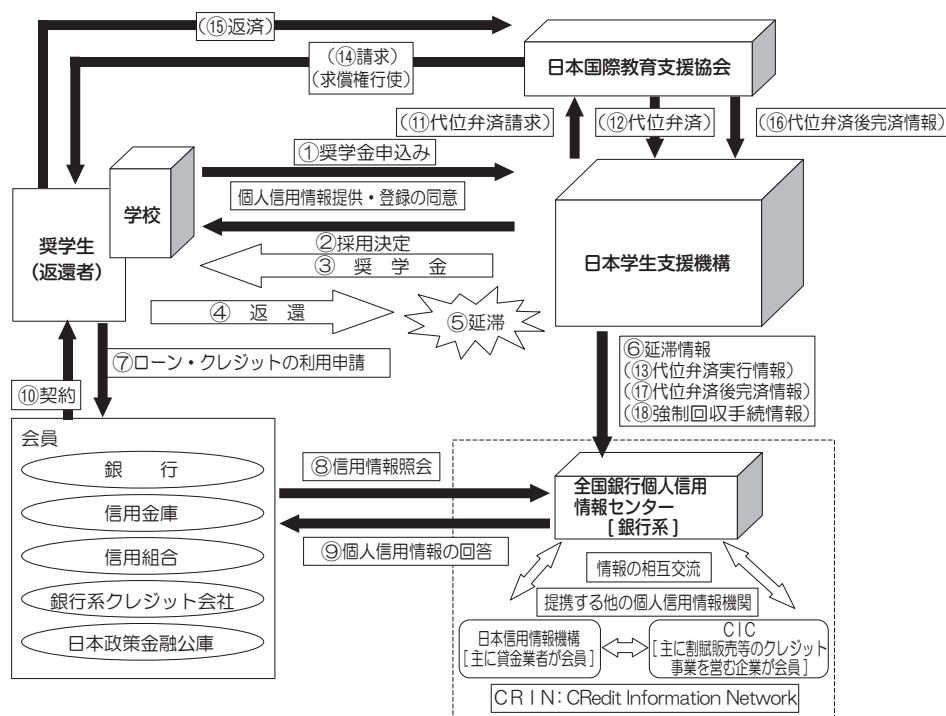 (⑮返済)
(⑭請求)
(求償権行使)
日本国際教育支援協会
(⑪代位弁済請求)
(⑫代位弁済)
(⑯代位弁済後完済情報)
①奨学金申込み
個人信用情報提供・登録の同意
学校
奨学生
(返還者)
②採用決定
③ 奨 学 金
日本学生支援機構
④ 返 還
⑤延滞
⑥延滞情報
(⑬代位弁済実行情報)
(⑰代位弁済後完済情報)
(⑱強制回収手続情報)
⑦ローン・クレジットの利用申請
⑩契約
会員
銀 行
信用金庫
信用組合
銀行系クレジット会社
日本政策金融公庫
⑧信用情報照会
⑨個人信用情報の回答
全国銀行個人信用
情報センター
[銀行系]
情報の相互交流
提携する他の個人信用情報機関
日本信用情報機構
[主に貸金業者が会員]
CIC
[主に割賦販売等のクレジット
事業を営む企業が会員]
CRIN: CRedit Information Network